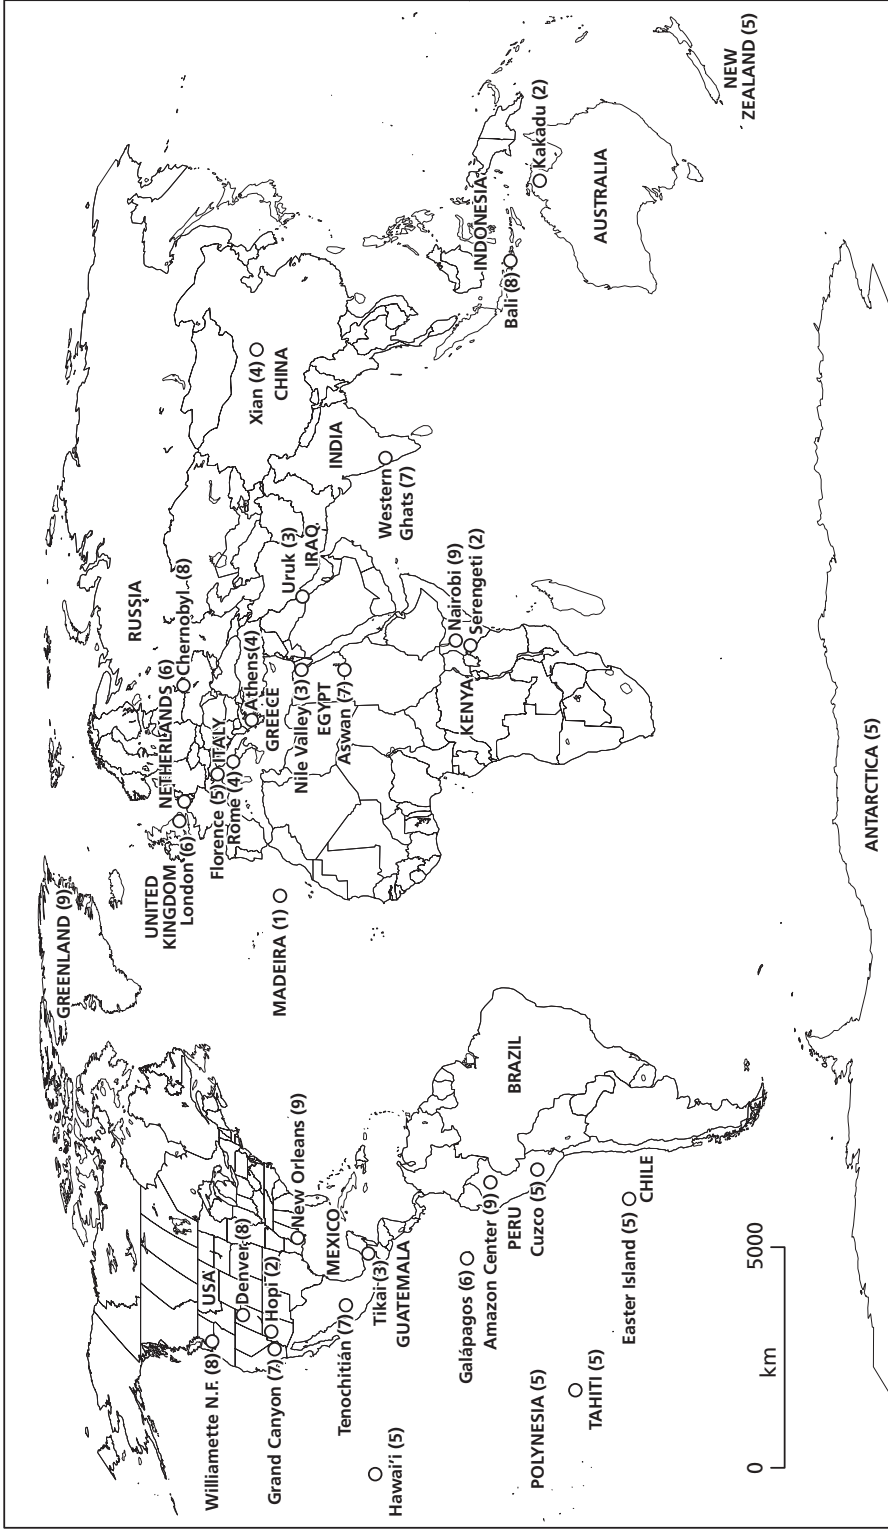 GREENLAND (9)
RUSSIA
UNITED
KINGDOM
London (6)
NETHERLANDS (6)
Chernobyl (8)
Williamette N.F. (8)
USA
Denver (8)
Hopi (2)
Grand Canyon (7)
New Orleans (9)
Florence (5)
ITALY
Rome (4)
Athens(4)
GREECE
MADEIRA (1)
Nile Valley (3)
EGYPT
Aswan (7)
Uruk (3)
IRAQ
Xian (4)
CHINA
INDIA
Western
Ghats (7)
MEXICO
Tenochitián (7)
Tikai (3)
GUATEMALA
Hawai‘i (5)
Galápagos (6)
Amazon Center (9)
PERU
Cuzco (5)
BRAZIL
KENYA
Nairobi (9)
Serengeti (2)
INDONESIA
Bali (8)
Kakadu (2)
AUSTRALIA
POLYNESIA (5)
TAHITI (5)
Easter Island (5)
CHILE
NEW
ZEALAND (5)
0 km 5000
ANTARCTICA (5)